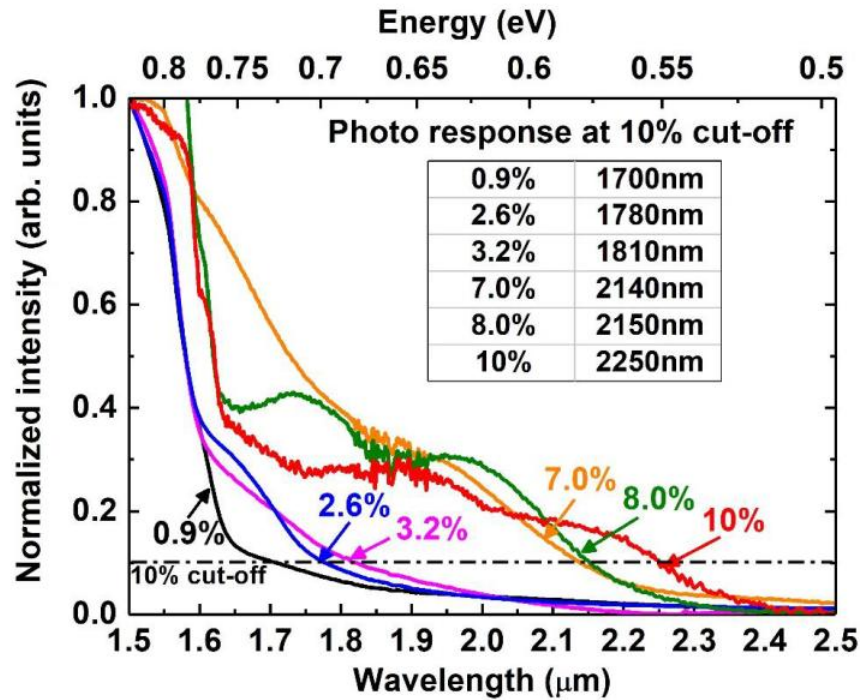 Energy (eV)
0.8 0.75 0.7 0.65 0.6 0.55 0.5
Normalized intensity (arb. units)
1.0
0.8
0.6
0.4
0.2
0.0
Photo response at 10% cut-off
0.9% 1700nm
2.6% 1780nm
3.2% 1810nm
7.0% 2140nm
8.0% 2150nm
10% 2250nm
0.9%
2.6%
3.2%
7.0%
8.0%
10%
10% cut-off
1.5 1.6 1.7 1.8 1.9 2.0 2.1 2.2 2.3 2.4 2.5
Wavelength (μm)